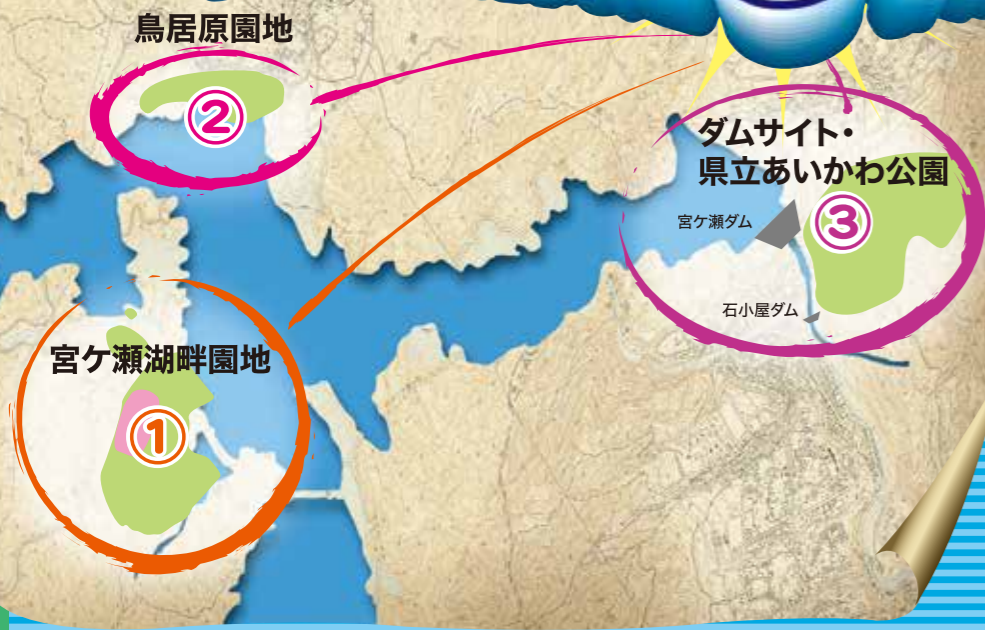 鳥居原園地
②
ダムサイト・
県立あいかわ公園
宮ケ瀬ダム
③
石小屋ダム
宮ケ瀬湖畔園地
①